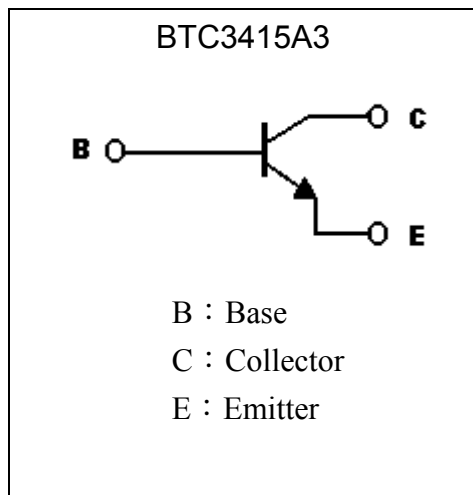 BTC3415A3
C
B
E
B：Base
C：Collector
E：Emitter